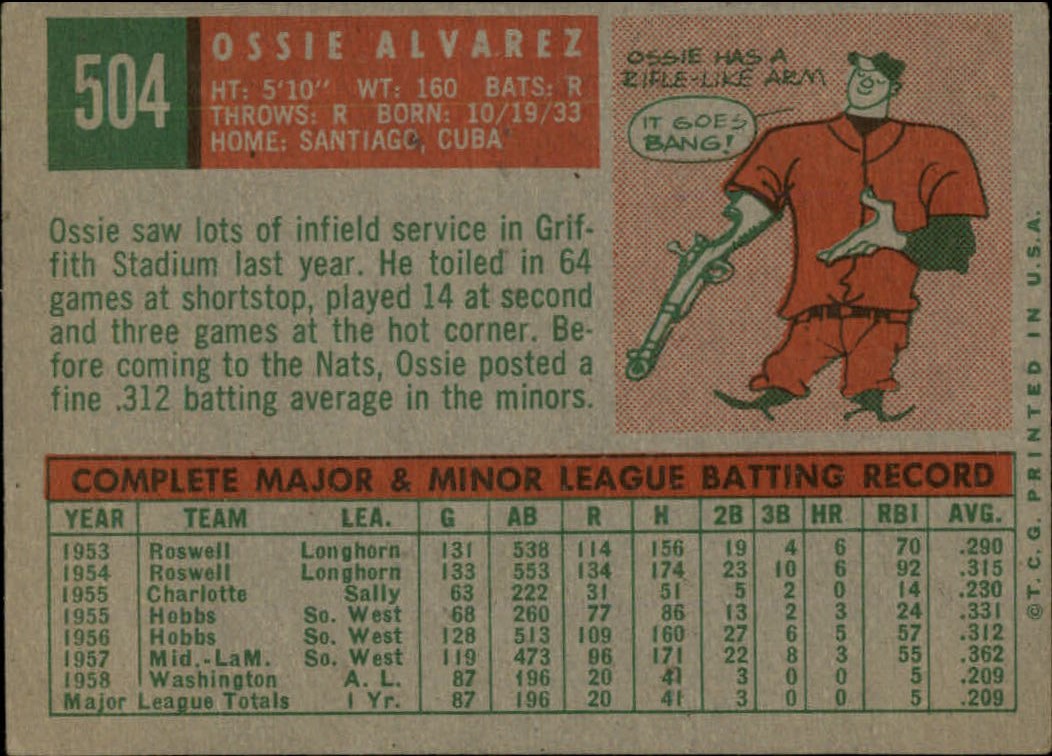 504
OSSIE ALVAREZ
HT: 5'10" WT: 160 BATS: R
THROWS: R BORN: 10/19/33
HOME: SANTIAGO, CUBA
OSSIE HAS A
RIFLE-LIKE ARM
IT GOES
BANG!
Ossie saw lots of infield service in Grif-
fith Stadium last year. He toiled in 64
games at shortstop, played 14 at second
and three games at the hot corner. Be-
fore coming to the Nats, Ossie posted a
fine .312 batting average in the minors.
COMPLETE MAJOR & MINOR LEAGUE BATTING RECORD
YEAR TEAM LEA. G AB R H 2B 3B HR RBI AVG.
1953 Roswell Longhorn 131 538 114 156 19 4 6 70 .290
1954 Roswell Longhorn 133 553 134 174 23 10 6 92 .315
1955 Charlotte Sally 63 222 31 51 5 2 0 14 .230
1955 Hobbs So. West 68 260 77 86 13 2 3 24 .331
1956 Hobbs So. West 128 513 109 160 27 6 5 57 .312
1957 Mid.-LaM. So. West 119 473 96 171 22 8 3 55 .362
1958 Washington A. L. 87 196 20 41 3 0 0 5 .209
Major League Totals 1 Yr. 87 196 20 41 3 0 0 5 .209
©T. C. G. PRINTED IN U.S.A.